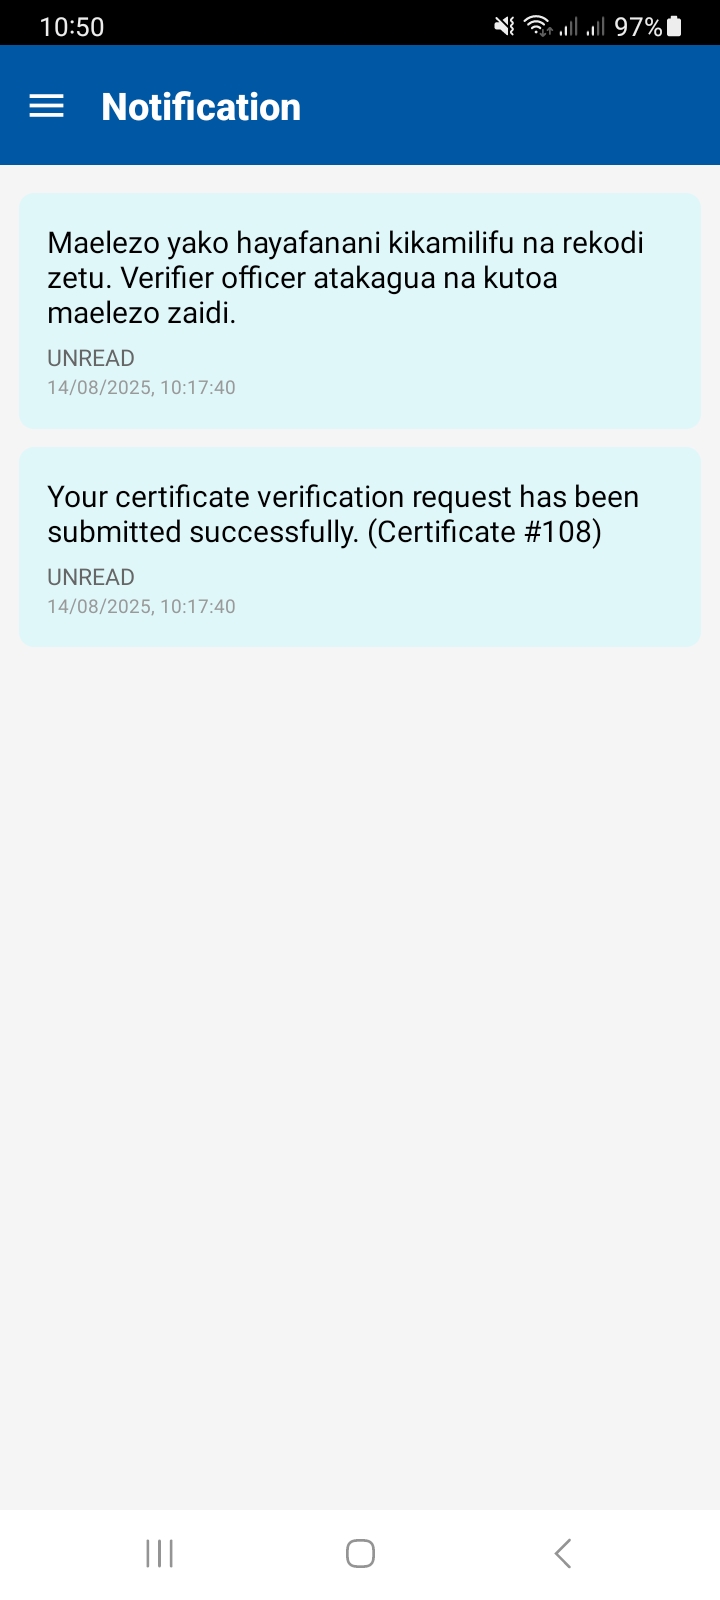 10:50 97%
Notification
Maelezo yako hayafanani kikamilifu na rekodi
zetu. Verifier officer atakagua na kutoa
maelezo zaidi.
UNREAD
14/08/2025, 10:17:40
Your certificate verification request has been
submitted successfully. (Certificate #108)
UNREAD
14/08/2025, 10:17:40